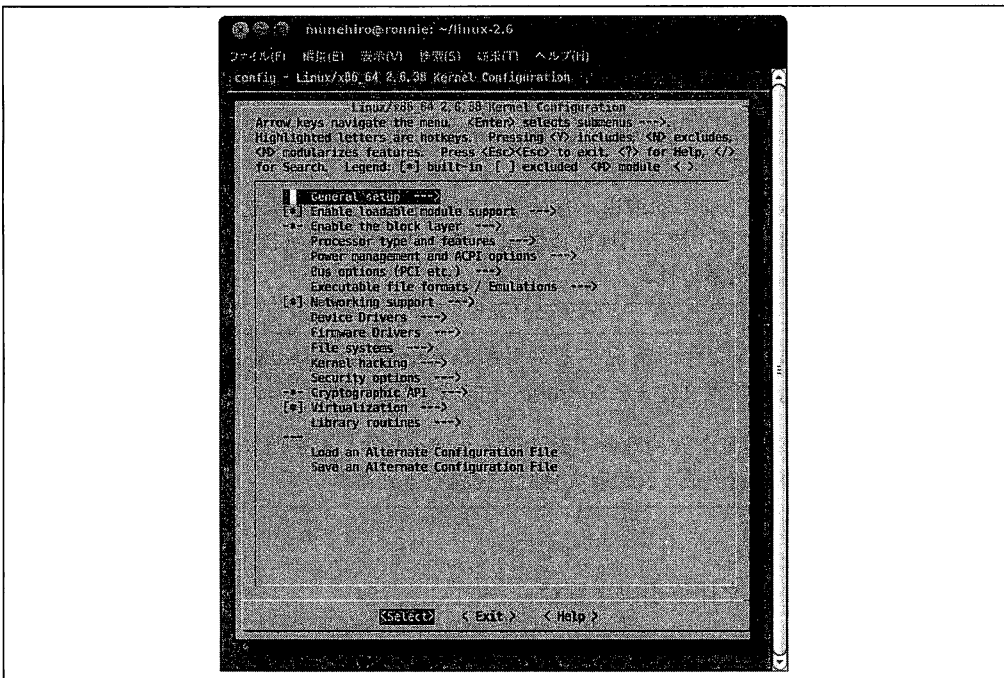 munehiro@ronnie: ~/linux-2.6
ファイル(F) 編集(E) 表示(V) 検索(S) 端末(T) ヘルプ(H)
.config - Linux/x86_64 2.6.38 Kernel Configuration
Linux/x86_64 2.6.38 Kernel Configuration
Arrow keys navigate the menu. <Enter> selects submenus --->.
Highlighted letters are hotkeys. Pressing <Y> includes, <N> excludes,
<M> modularizes features. Press <Esc><Esc> to exit, <?> for Help, </>
for Search. Legend: [*] built-in [ ] excluded <M> module < >
General setup --->
[*] Enable loadable module support --->
-*- Enable the block layer --->
Processor type and features --->
Power management and ACPI options --->
Bus options (PCI etc.) --->
Executable file formats / Emulations --->
[*] Networking support --->
Device Drivers --->
Firmware Drivers --->
File systems --->
Kernel hacking --->
Security options --->
-*- Cryptographic API --->
[*] Virtualization --->
Library routines --->
---
Load an Alternate Configuration File
Save an Alternate Configuration File
<Select> < Exit > < Help >